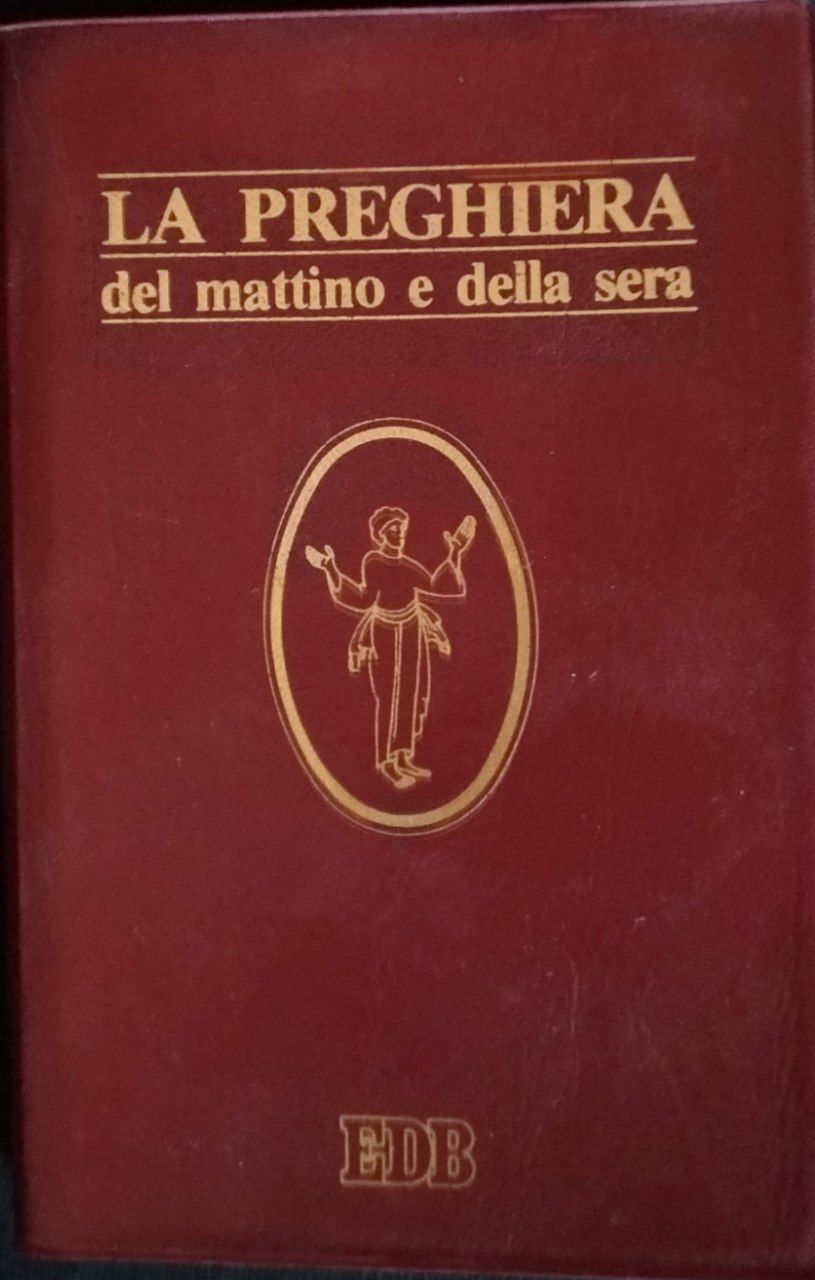 LA PREGHIERA
del mattino e della sera
EDB